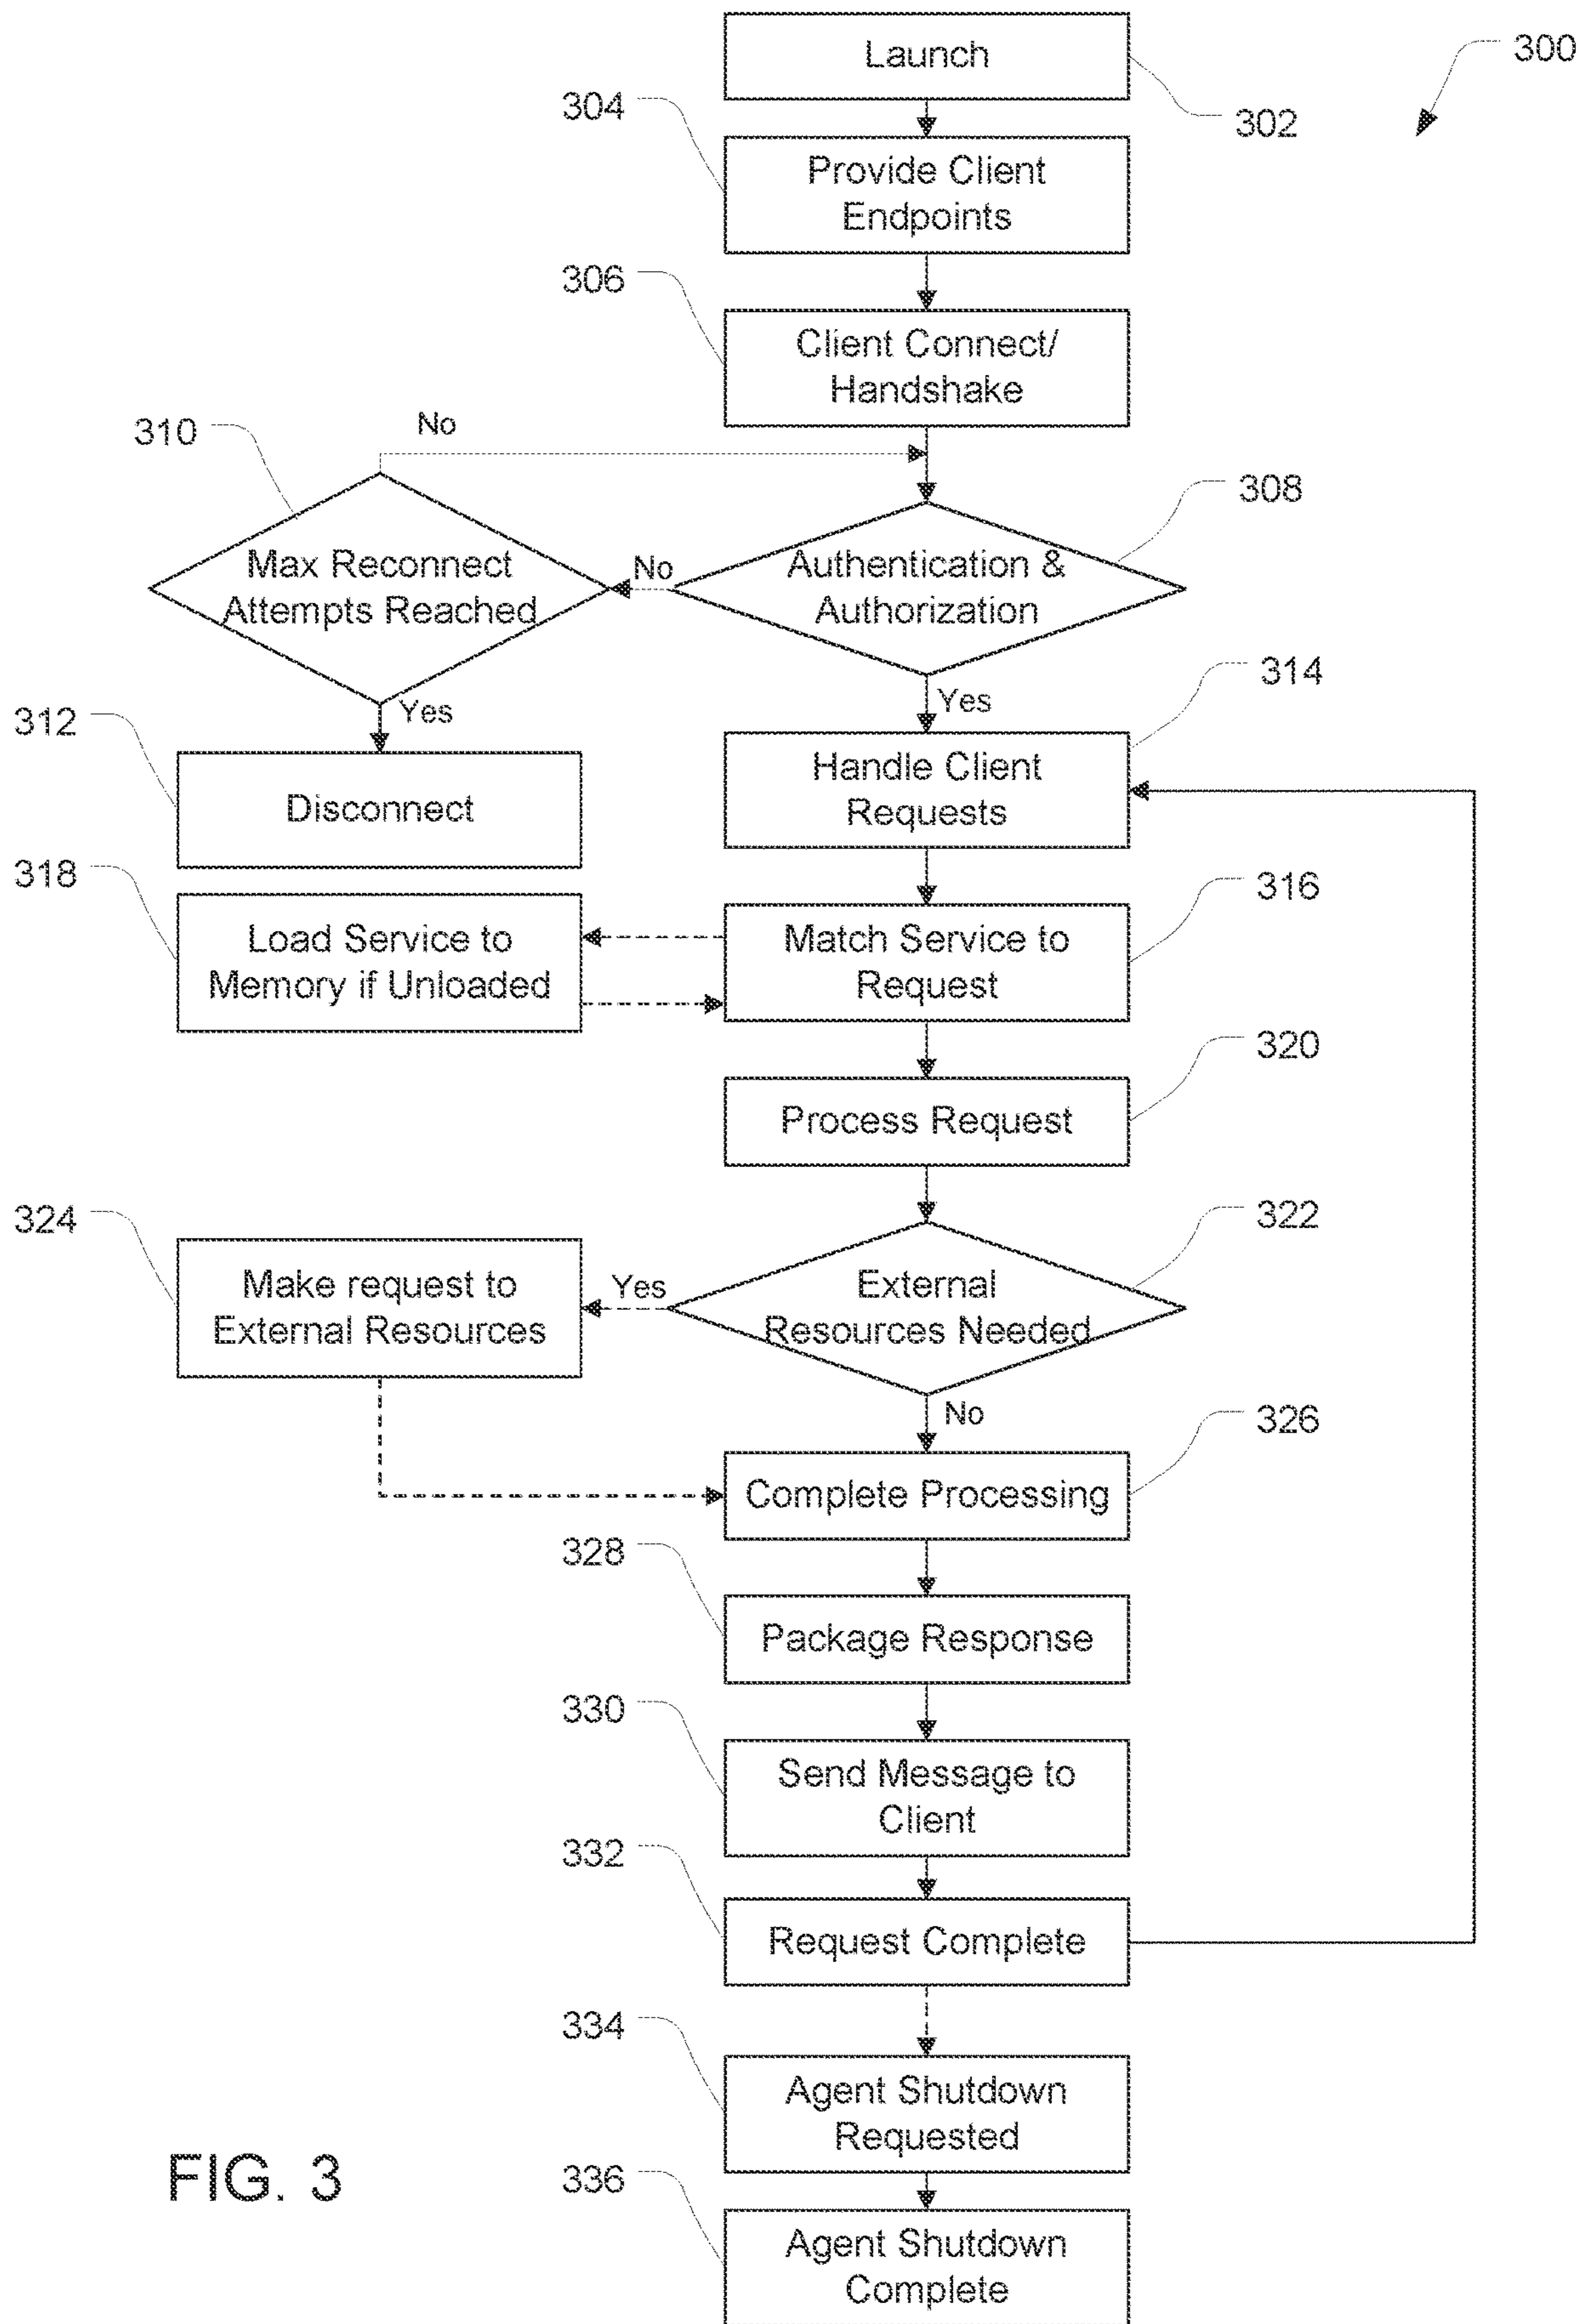 Launch
300
302
304
Provide Client
Endpoints
306
Client Connect/
Handshake
310
No
308
Max Reconnect
Attempts Reached
No
Authentication &
Authorization
314
Yes
Yes
312
Disconnect
Handle Client
Requests
318
316
Load Service to
Memory if Unloaded
Match Service to
Request
320
Process Request
324
322
Make request to
External Resources
Yes
External
Resources Needed
No
326
Complete Processing
328
Package Response
330
Send Message to
Client
332
Request Complete
334
Agent Shutdown
Requested
FIG. 3
336
Agent Shutdown
Complete